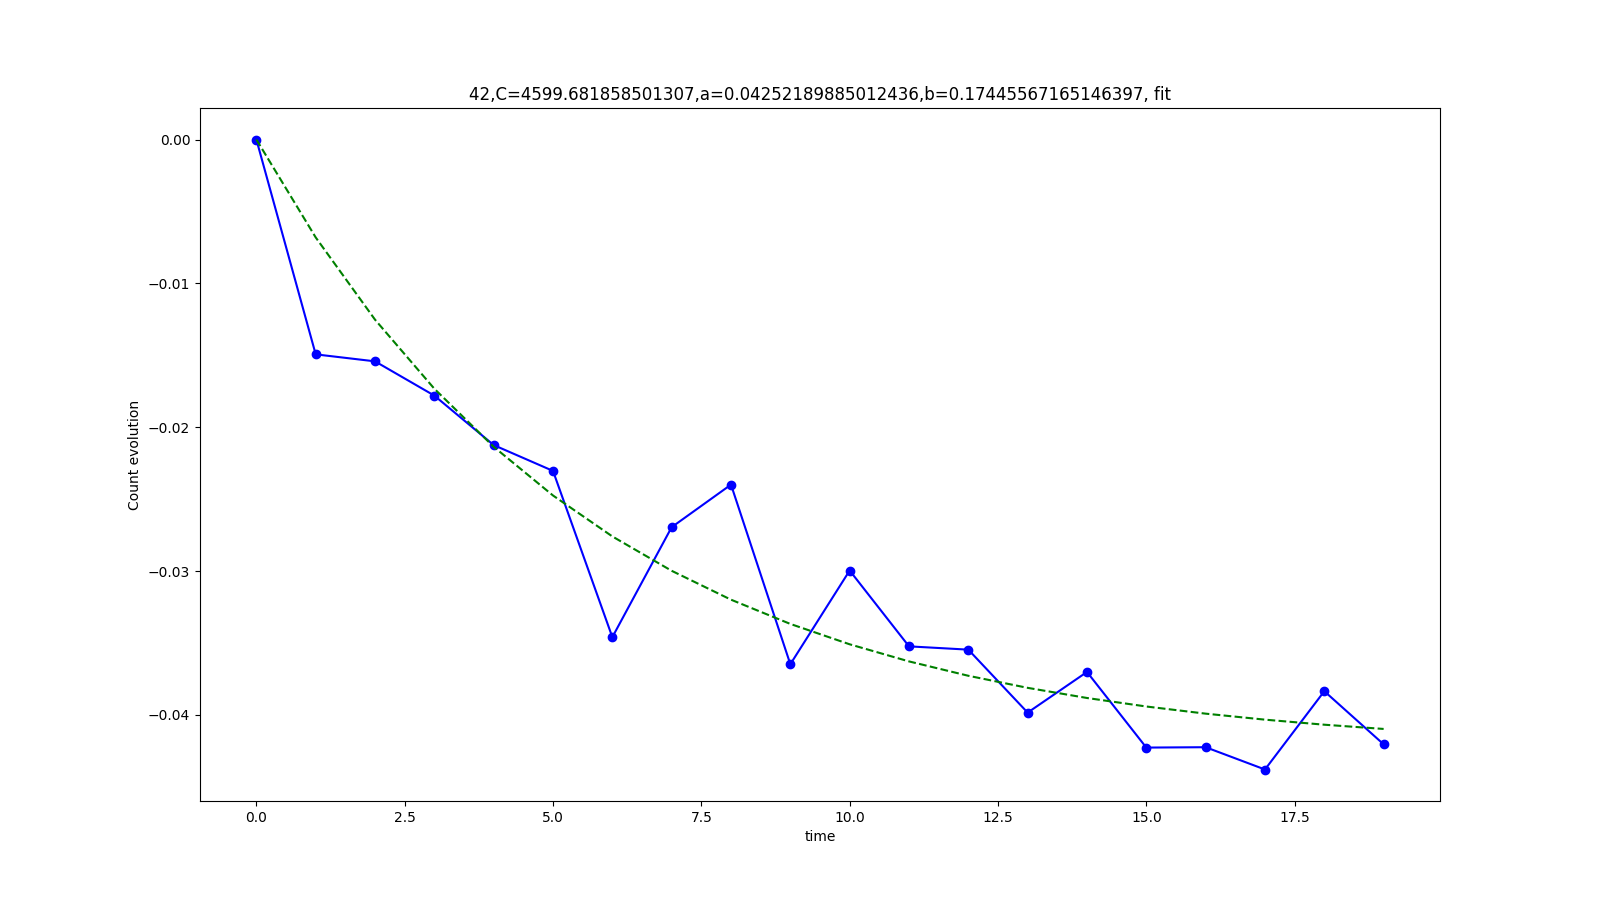 42,C=4599.681858501307,a=0.04252189885012436,b=0.17445567165146397, fit
0.00
−0.01
−0.02
−0.03
−0.04
Count evolution
0.0 2.5 5.0 7.5 10.0 12.5 15.0 17.5
time